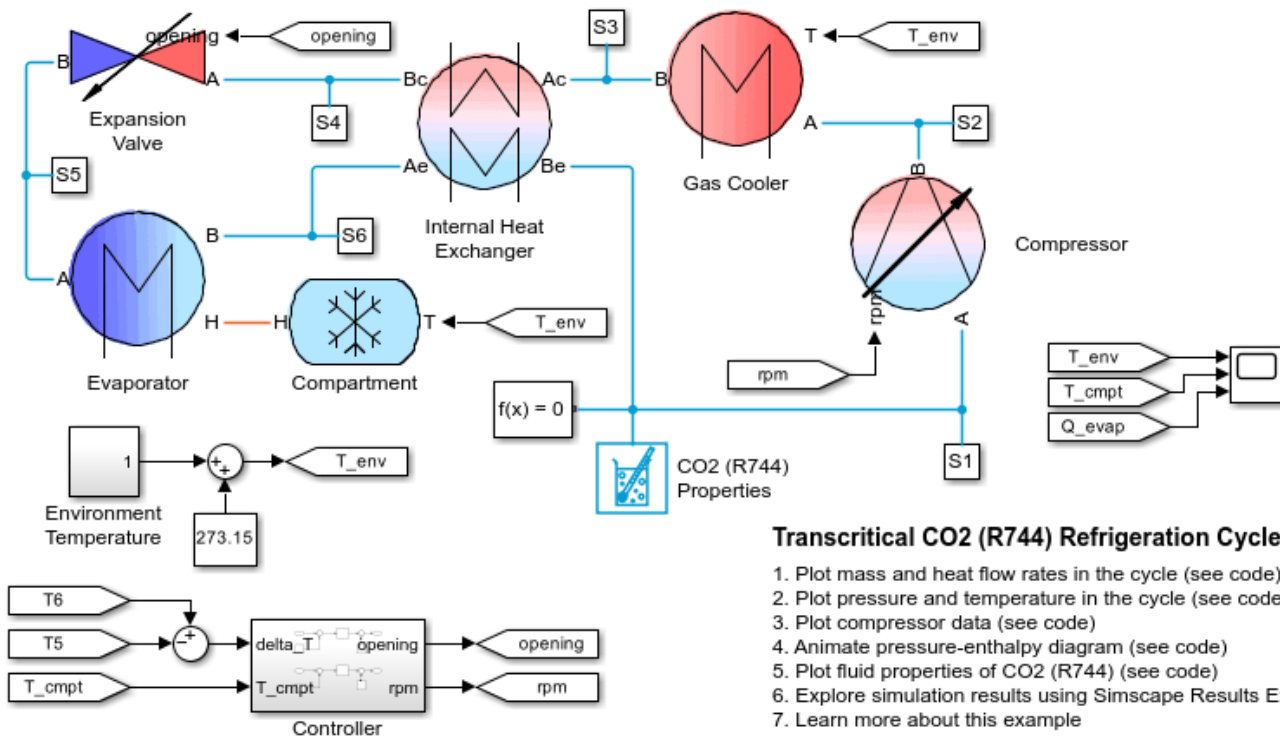 opening
opening
B
A
Expansion
Valve
S4
S5
Bc
Ac
Ae
Be
Internal Heat
Exchanger
S3
B
T
T_env
A
Gas Cooler
S2
B
Compressor
rpm
A
A
B
H
Evaporator
S6
H
T
T_env
Compartment
rpm
f(x) = 0
CO2 (R744)
Properties
S1
T_env
T_cmpt
Q_evap
1
Environment
Temperature
273.15
T_env
Transcritical CO2 (R744) Refrigeration Cycle
1. Plot mass and heat flow rates in the cycle (see code)
2. Plot pressure and temperature in the cycle (see code
3. Plot compressor data (see code)
4. Animate pressure-enthalpy diagram (see code)
5. Plot fluid properties of CO2 (R744) (see code)
6. Explore simulation results using Simscape Results E
7. Learn more about this example
T6
T5
T_cmpt
delta_T
T_cmpt
opening
rpm
opening
rpm
Controller